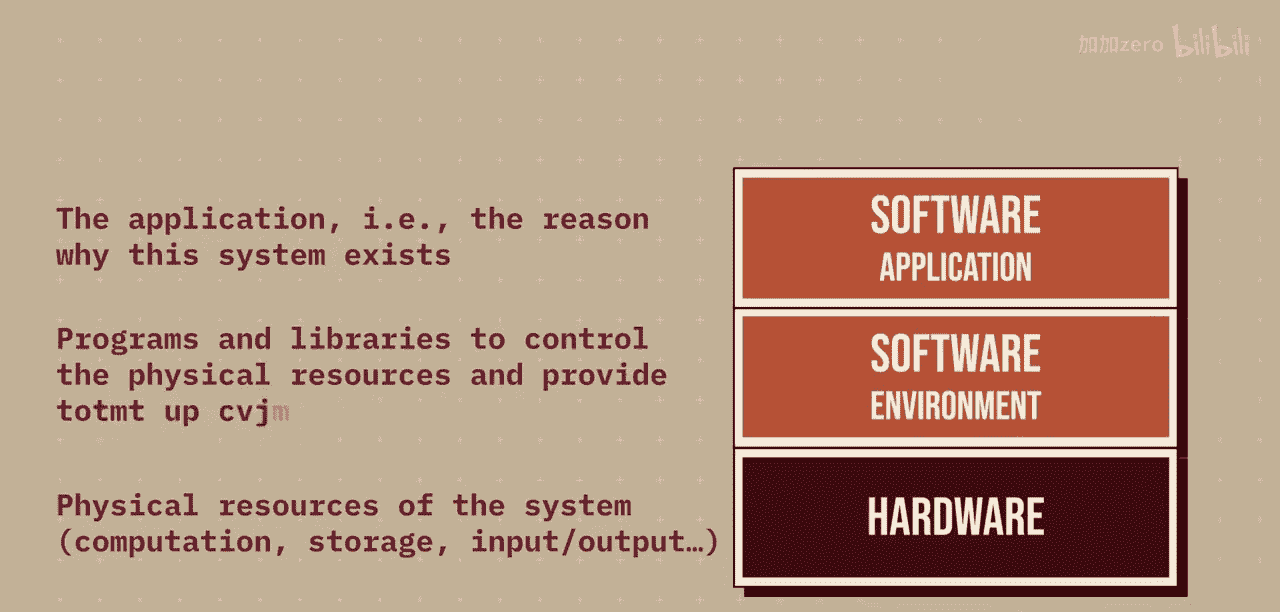 加加zero bilibili
The application, i.e., the reason
why this system exists
SOFTWARE
APPLICATION
Programs and libraries to control
the physical resources and provide
totmt up cvjm
SOFTWARE
ENVIRONMENT
Physical resources of the system
(computation, storage, input/output…)
HARDWARE